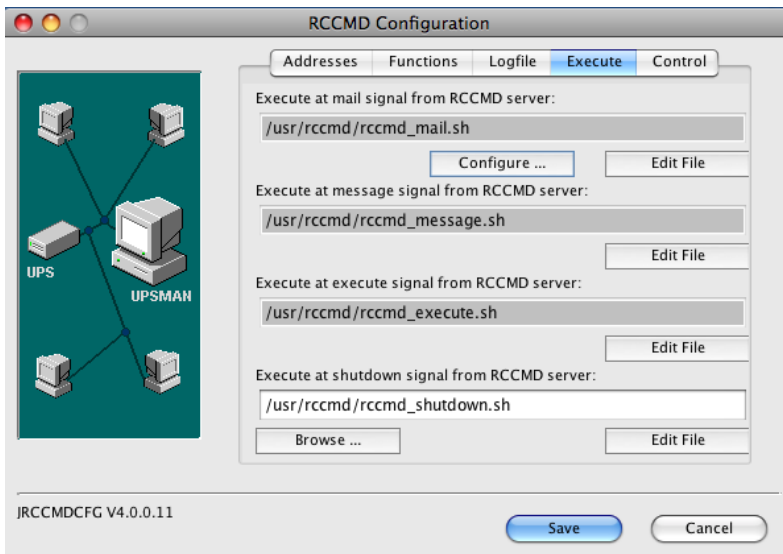 RCCMD Configuration
Addresses Functions Logfile Execute Control
Execute at mail signal from RCCMD server:
/usr/rccmd/rccmd_mail.sh
Configure ... Edit File
Execute at message signal from RCCMD server:
/usr/rccmd/rccmd_message.sh
Edit File
Execute at execute signal from RCCMD server:
/usr/rccmd/rccmd_execute.sh
Edit File
Execute at shutdown signal from RCCMD server:
/usr/rccmd/rccmd_shutdown.sh
Browse ... Edit File
UPS
UPSMAN
JRCCMDCFG V4.0.0.11
Save Cancel